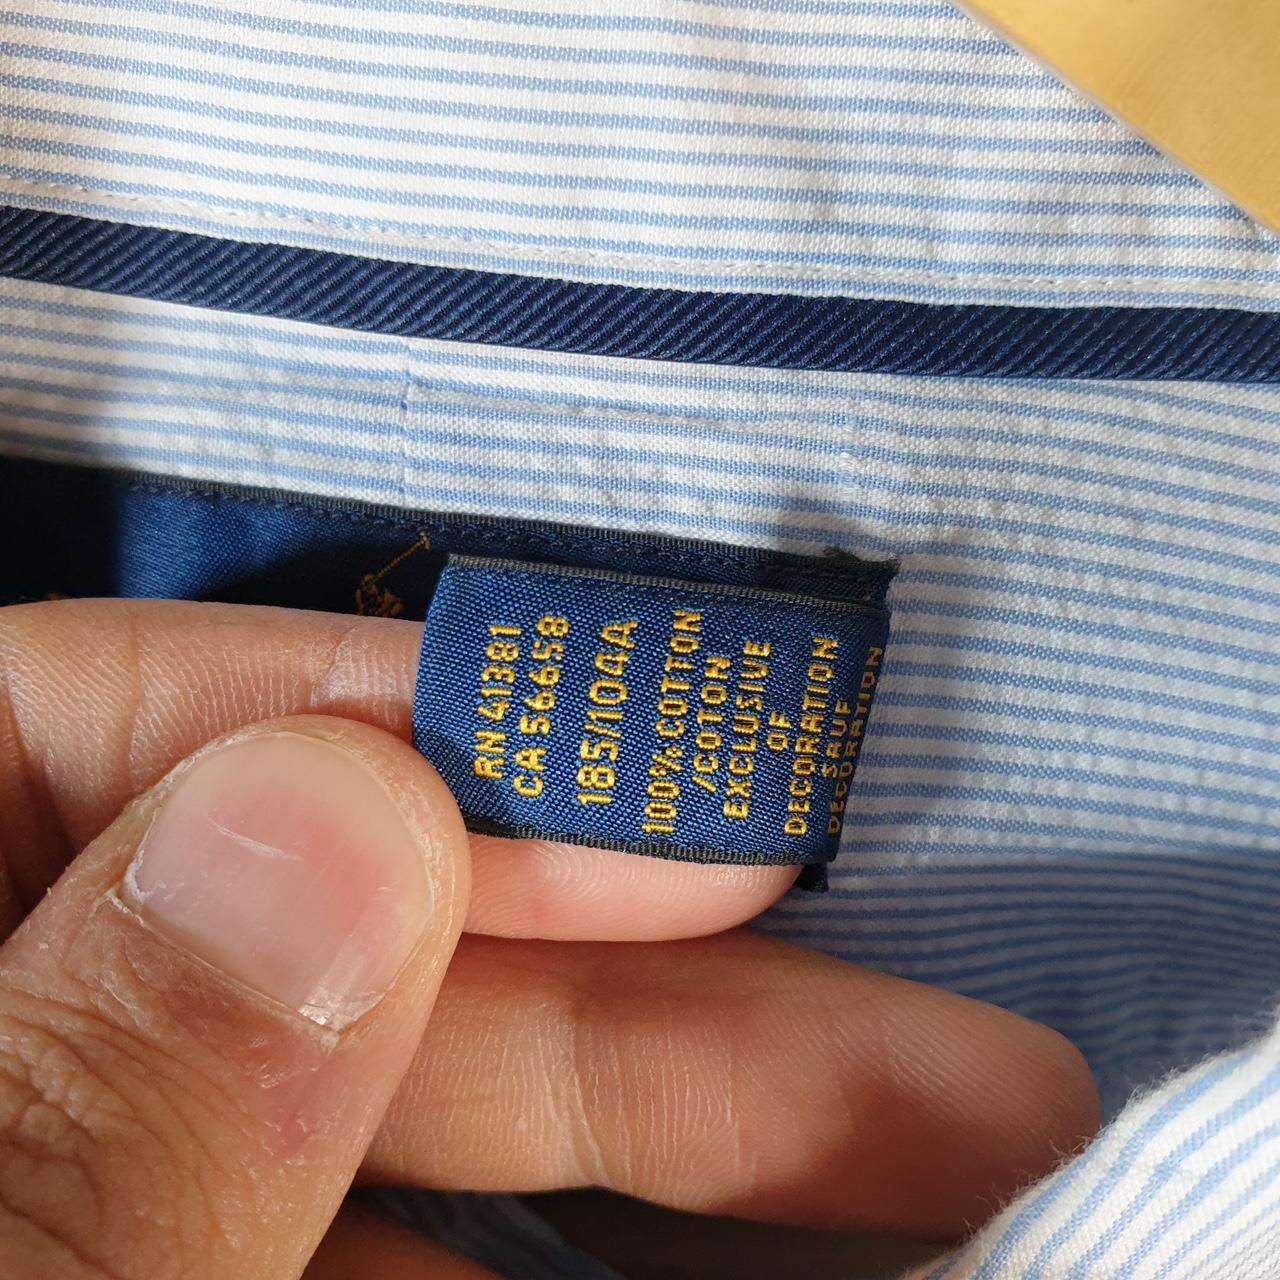 RN 41381
CA 56658
185/104A
100% COTTON
/COTON
EXCLUSIVE
OF
DECORATION
SAUF
DECORATION